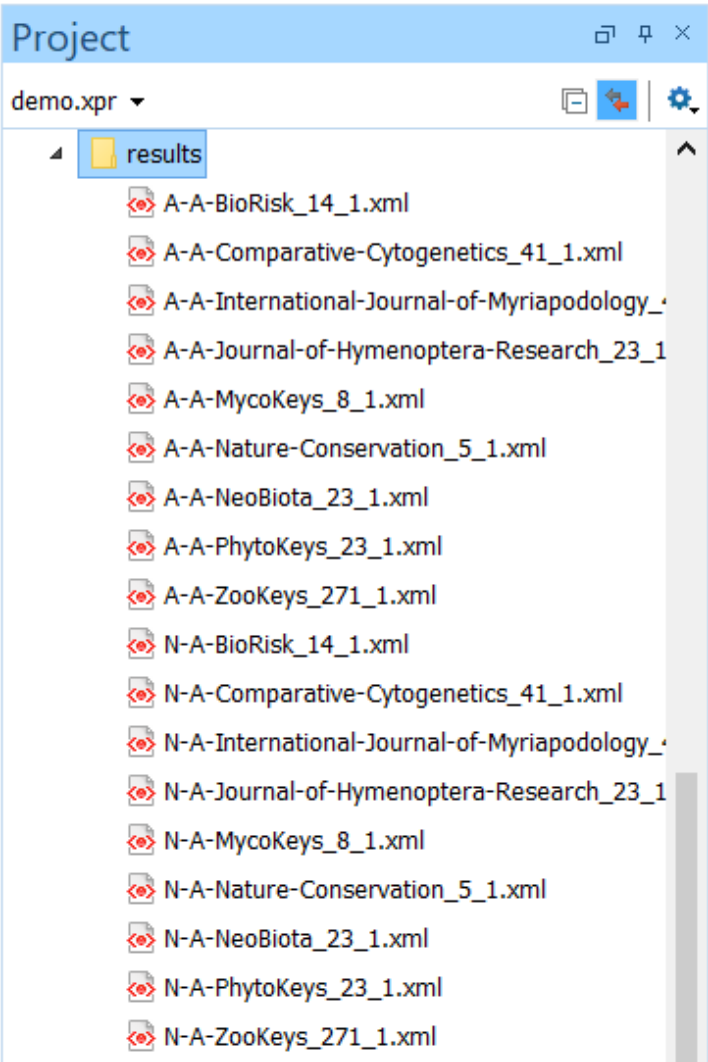 Project
demo.xpr
results
A-A-BioRisk_14_1.xml
A-A-Comparative-Cytogenetics_41_1.xml
A-A-International-Journal-of-Myriapodology_
A-A-Journal-of-Hymenoptera-Research_23_1
A-A-MycoKeys_8_1.xml
A-A-Nature-Conservation_5_1.xml
A-A-NeoBiota_23_1.xml
A-A-PhytoKeys_23_1.xml
A-A-ZooKeys_271_1.xml
N-A-BioRisk_14_1.xml
N-A-Comparative-Cytogenetics_41_1.xml
N-A-International-Journal-of-Myriapodology_
N-A-Journal-of-Hymenoptera-Research_23_1
N-A-MycoKeys_8_1.xml
N-A-Nature-Conservation_5_1.xml
N-A-NeoBiota_23_1.xml
N-A-PhytoKeys_23_1.xml
N-A-ZooKeys_271_1.xml